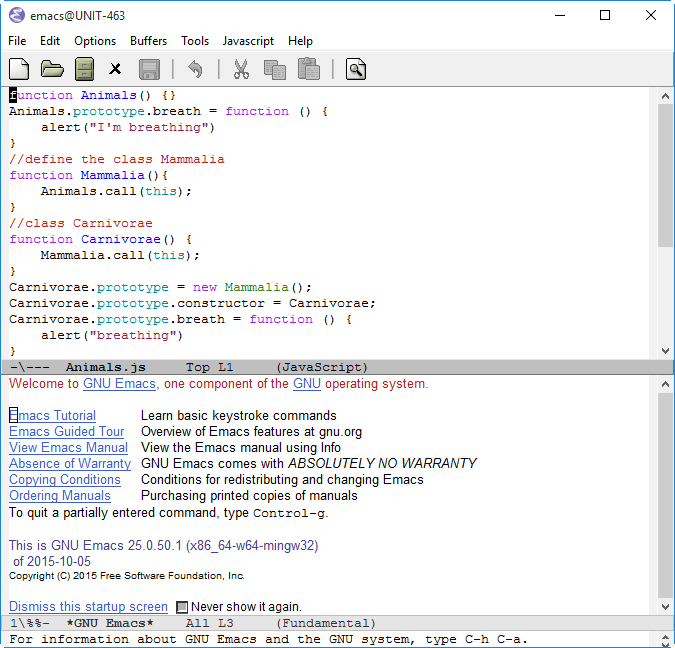 emacs@UNIT-463
File Edit Options Buffers Tools Javascript Help
function Animals() {}
Animals.prototype.breath = function () {
    alert("I'm breathing")
}
//define the class Mammalia
function Mammalia(){
    Animals.call(this);
}
//class Carnivorae
function Carnivorae() {
    Mammalia.call(this);
}
Carnivorae.prototype = new Mammalia();
Carnivorae.prototype.constructor = Carnivorae;
Carnivorae.prototype.breath = function () {
    alert("breathing")
}
-\--- Animals.js Top L1 (JavaScript)
Welcome to GNU Emacs, one component of the GNU operating system.
Emacs Tutorial Learn basic keystroke commands
Emacs Guided Tour Overview of Emacs features at gnu.org
View Emacs Manual View the Emacs manual using Info
Absence of Warranty GNU Emacs comes with ABSOLUTELY NO WARRANTY
Copying Conditions Conditions for redistributing and changing Emacs
Ordering Manuals Purchasing printed copies of manuals
To quit a partially entered command, type Control-g.
This is GNU Emacs 25.0.50.1 (x86_64-w64-mingw32)
of 2015-10-05
Copyright (C) 2015 Free Software Foundation, Inc.
Dismiss this startup screen Never show it again.
1\%%- *GNU Emacs* All L3 (Fundamental)
For information about GNU Emacs and the GNU system, type C-h C-a.